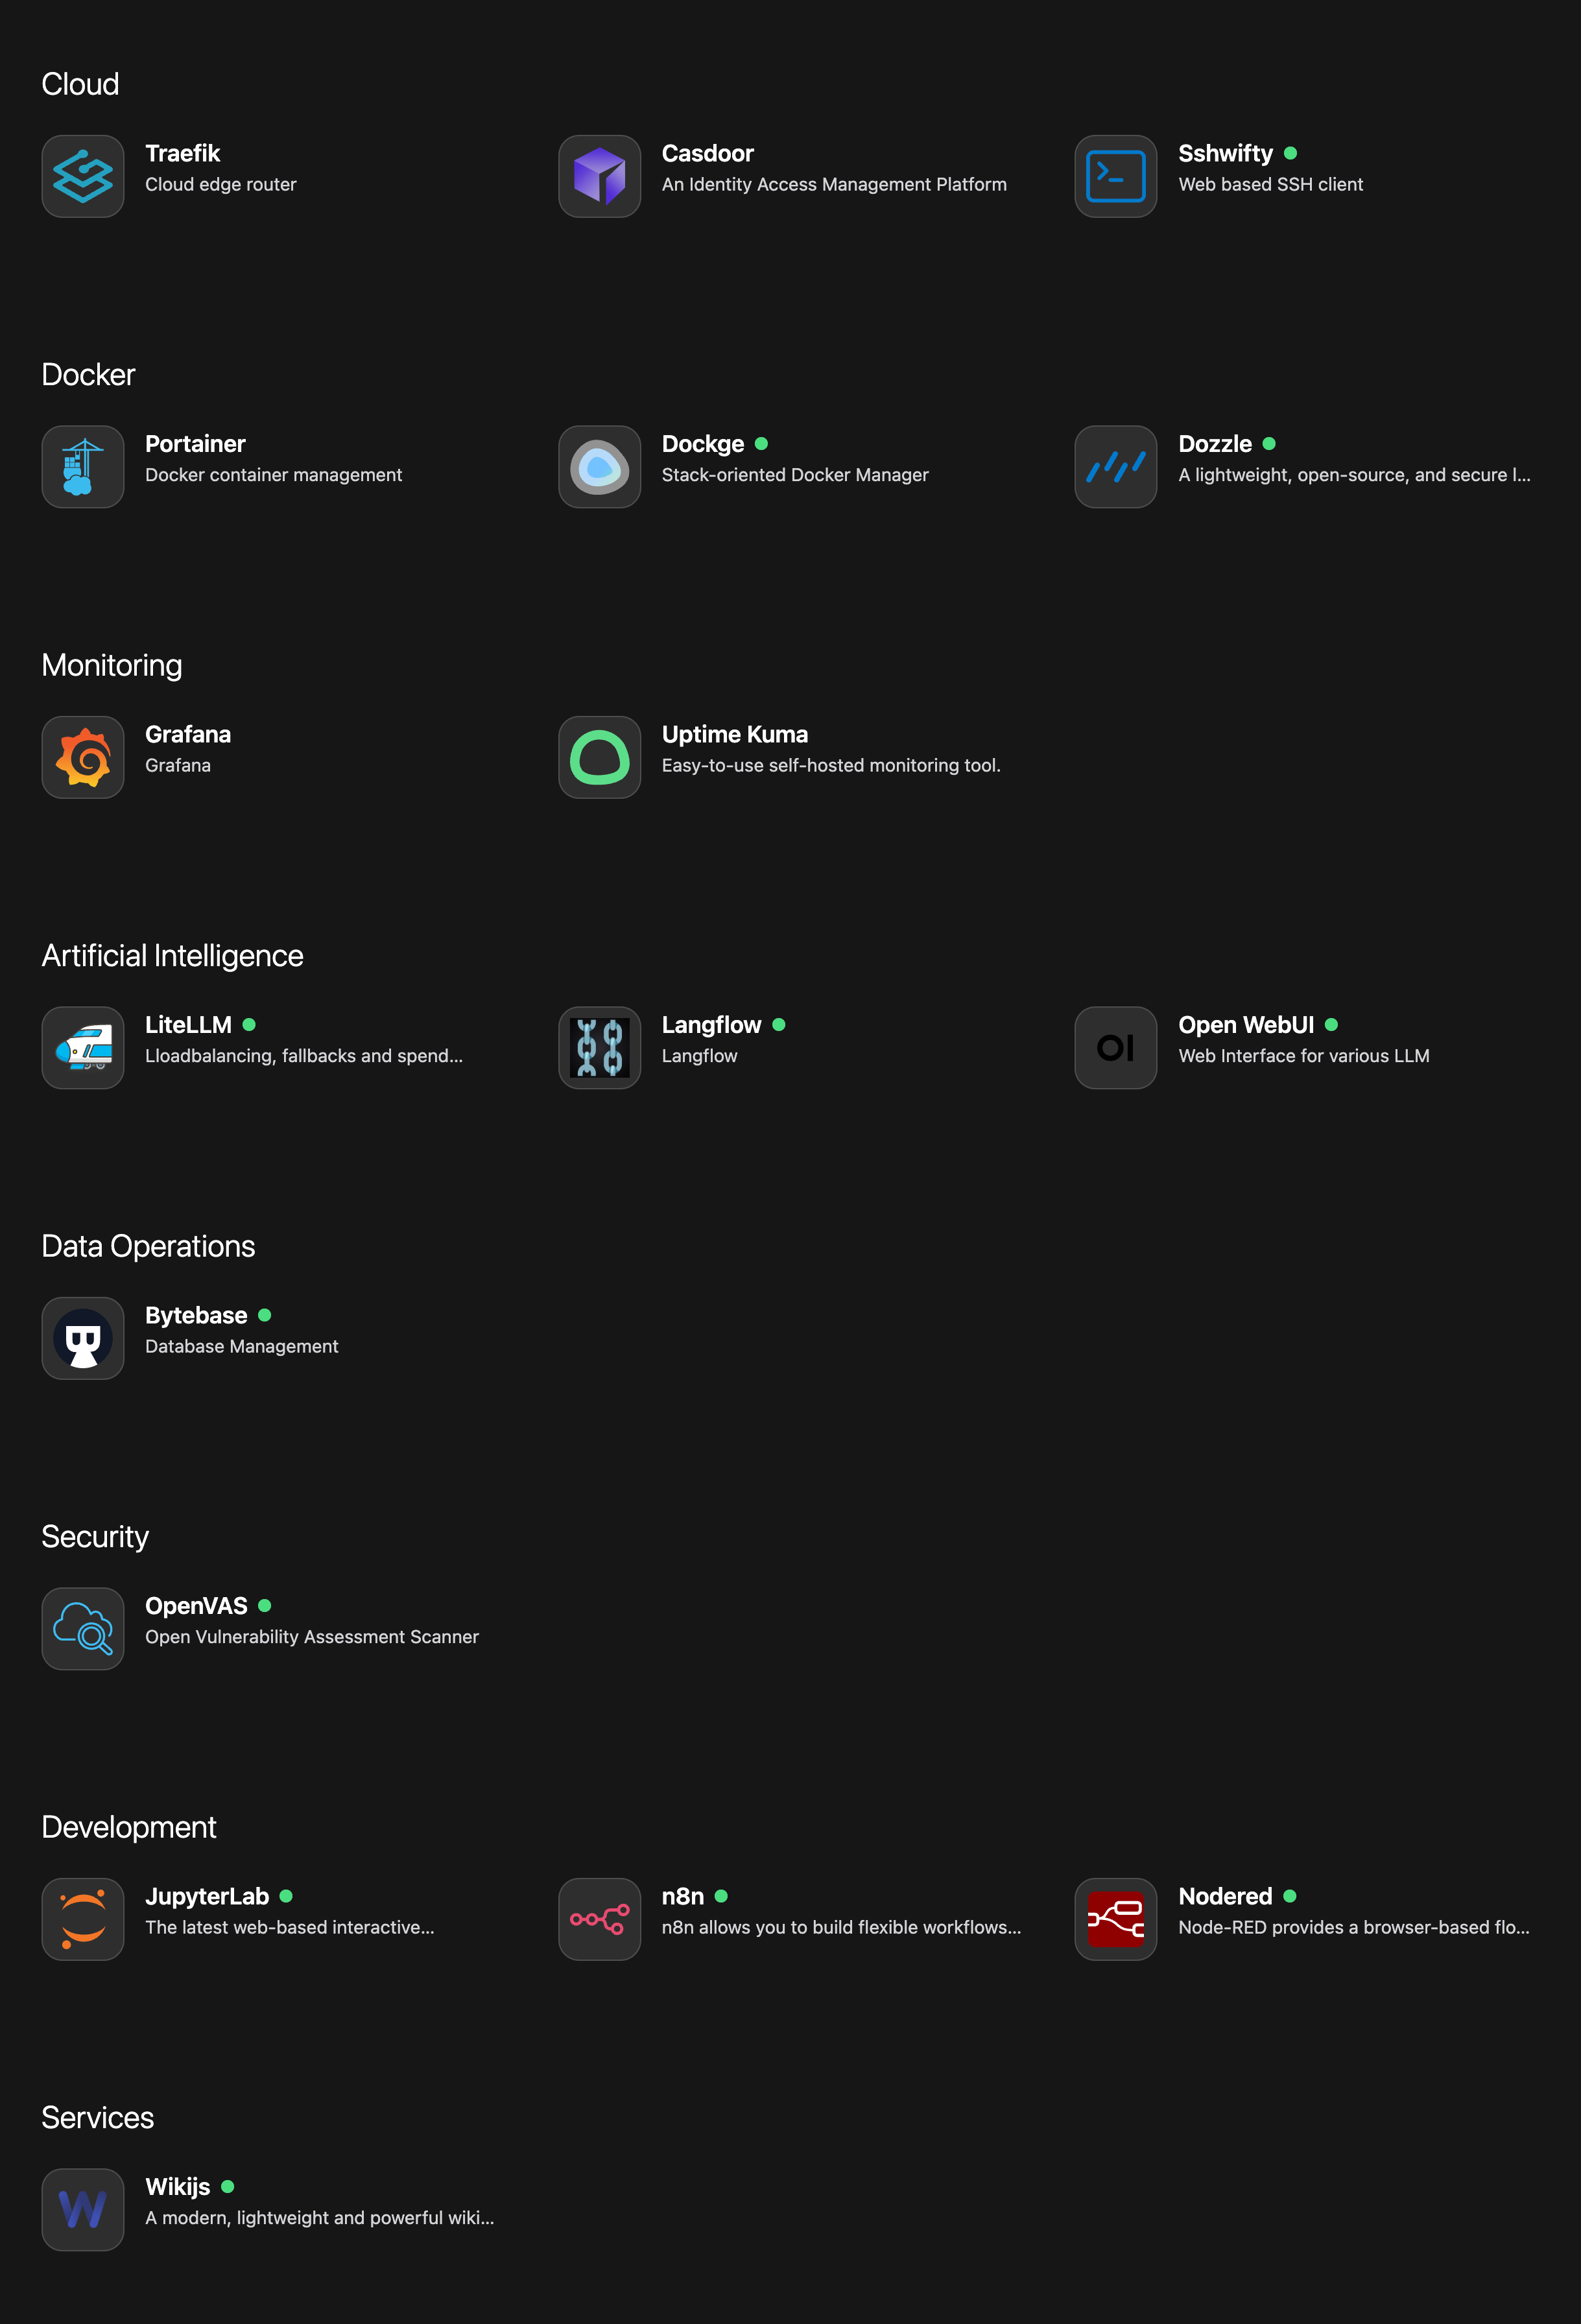 Cloud
Traefik
Cloud edge router
Casdoor
An Identity Access Management Platform
Sshwifty
Web based SSH client
Docker
Portainer
Docker container management
Dockge
Stack-oriented Docker Manager
Dozzle
A lightweight, open-source, and secure l...
Monitoring
Grafana
Grafana
Uptime Kuma
Easy-to-use self-hosted monitoring tool.
Artificial Intelligence
LiteLLM
Lloadbalancing, fallbacks and spend...
Langflow
Langflow
OI
Open WebUI
Web Interface for various LLM
Data Operations
Bytebase
Database Management
Security
OpenVAS
Open Vulnerability Assessment Scanner
Development
JupyterLab
The latest web-based interactive...
n8n
n8n allows you to build flexible workflows...
Nodered
Node-RED provides a browser-based flo...
Services
W
Wikijs
A modern, lightweight and powerful wiki...